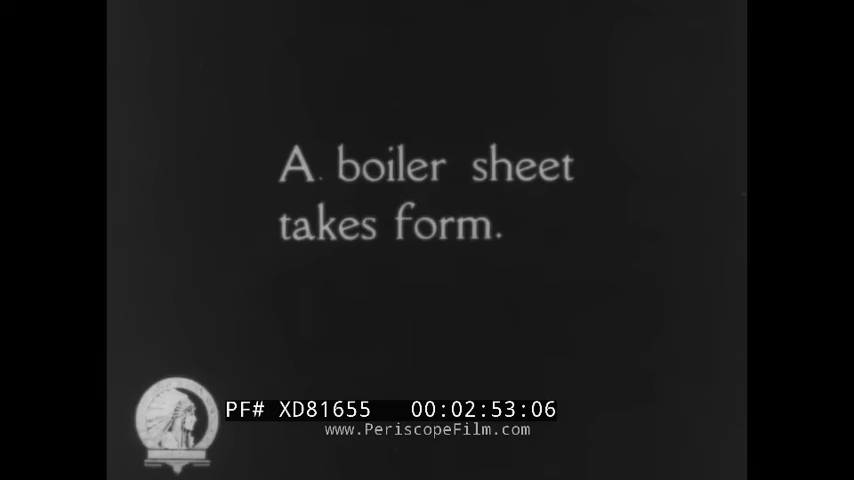 A boiler sheet
takes form.
PF# XD81655 00:02:53:06
www.PeriscopeFilm.com